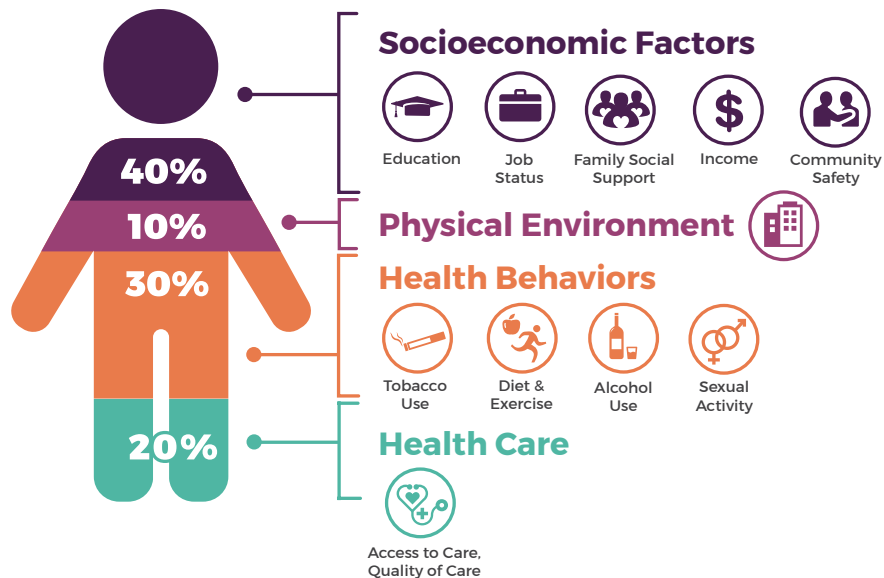 Socioeconomic Factors
Education
Job
Status
Family Social
Support
$
Income
Community
Safety
40%
10%
Physical Environment
30%
Health Behaviors
Tobacco
Use
Diet &
Exercise
Alcohol
Use
Sexual
Activity
20%
Health Care
Access to Care,
Quality of Care